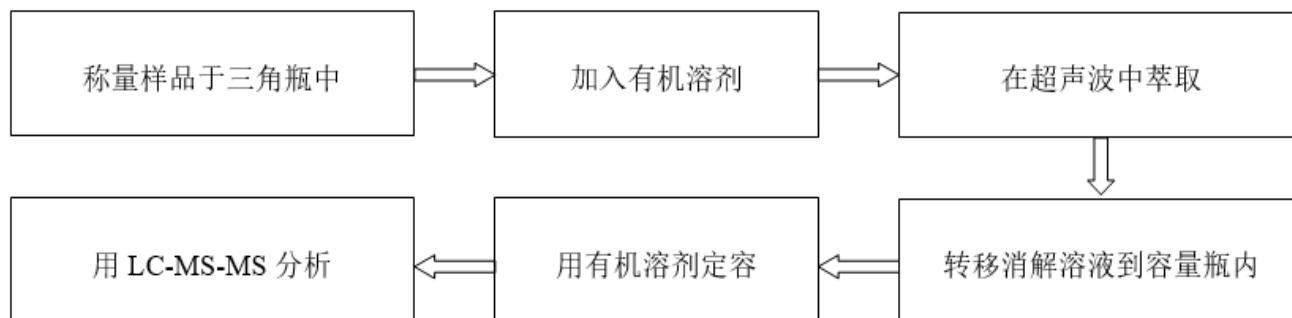 称量样品于三角瓶中
加入有机溶剂
在超声波中萃取
转移消解溶液到容量瓶内
用有机溶剂定容
用 LC-MS-MS 分析